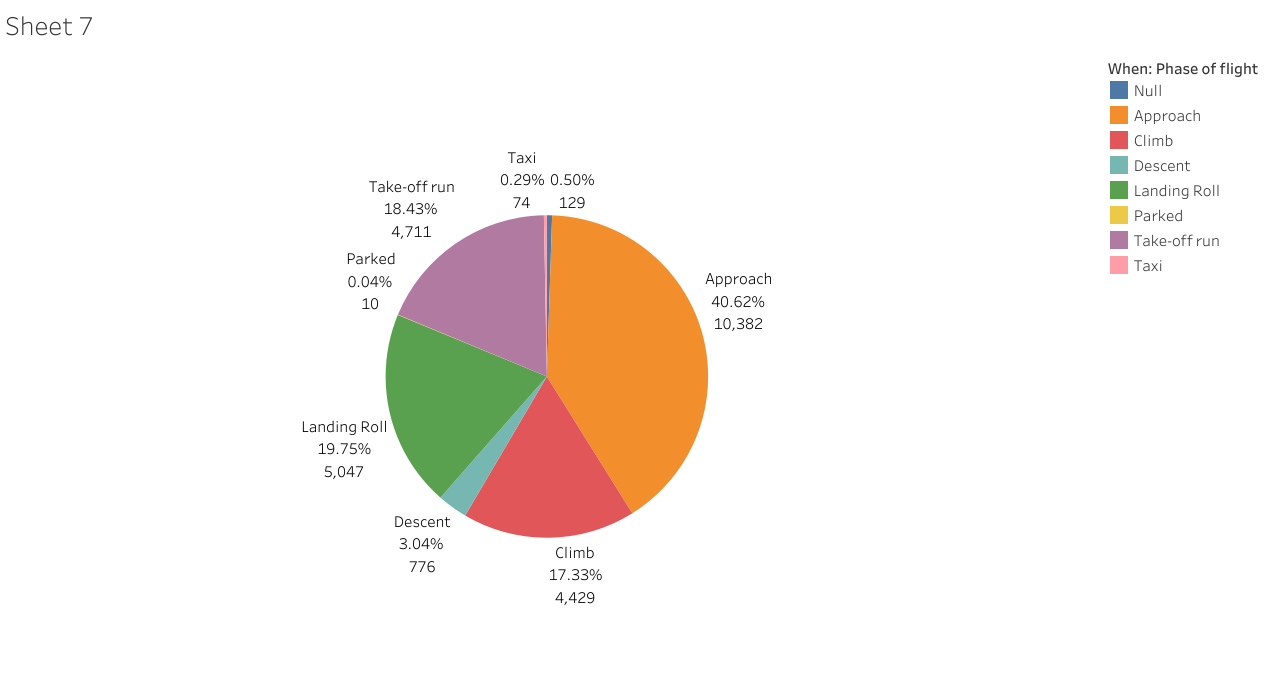 Sheet 7
When: Phase of flight
Null
Approach
Climb
Descent
Landing Roll
Parked
Take-off run
Taxi
Taxi
0.29%
74
0.50%
129
Take-off run
18.43%
4,711
Parked
0.04%
10
Approach
40.62%
10,382
Landing Roll
19.75%
5,047
Descent
3.04%
776
Climb
17.33%
4,429